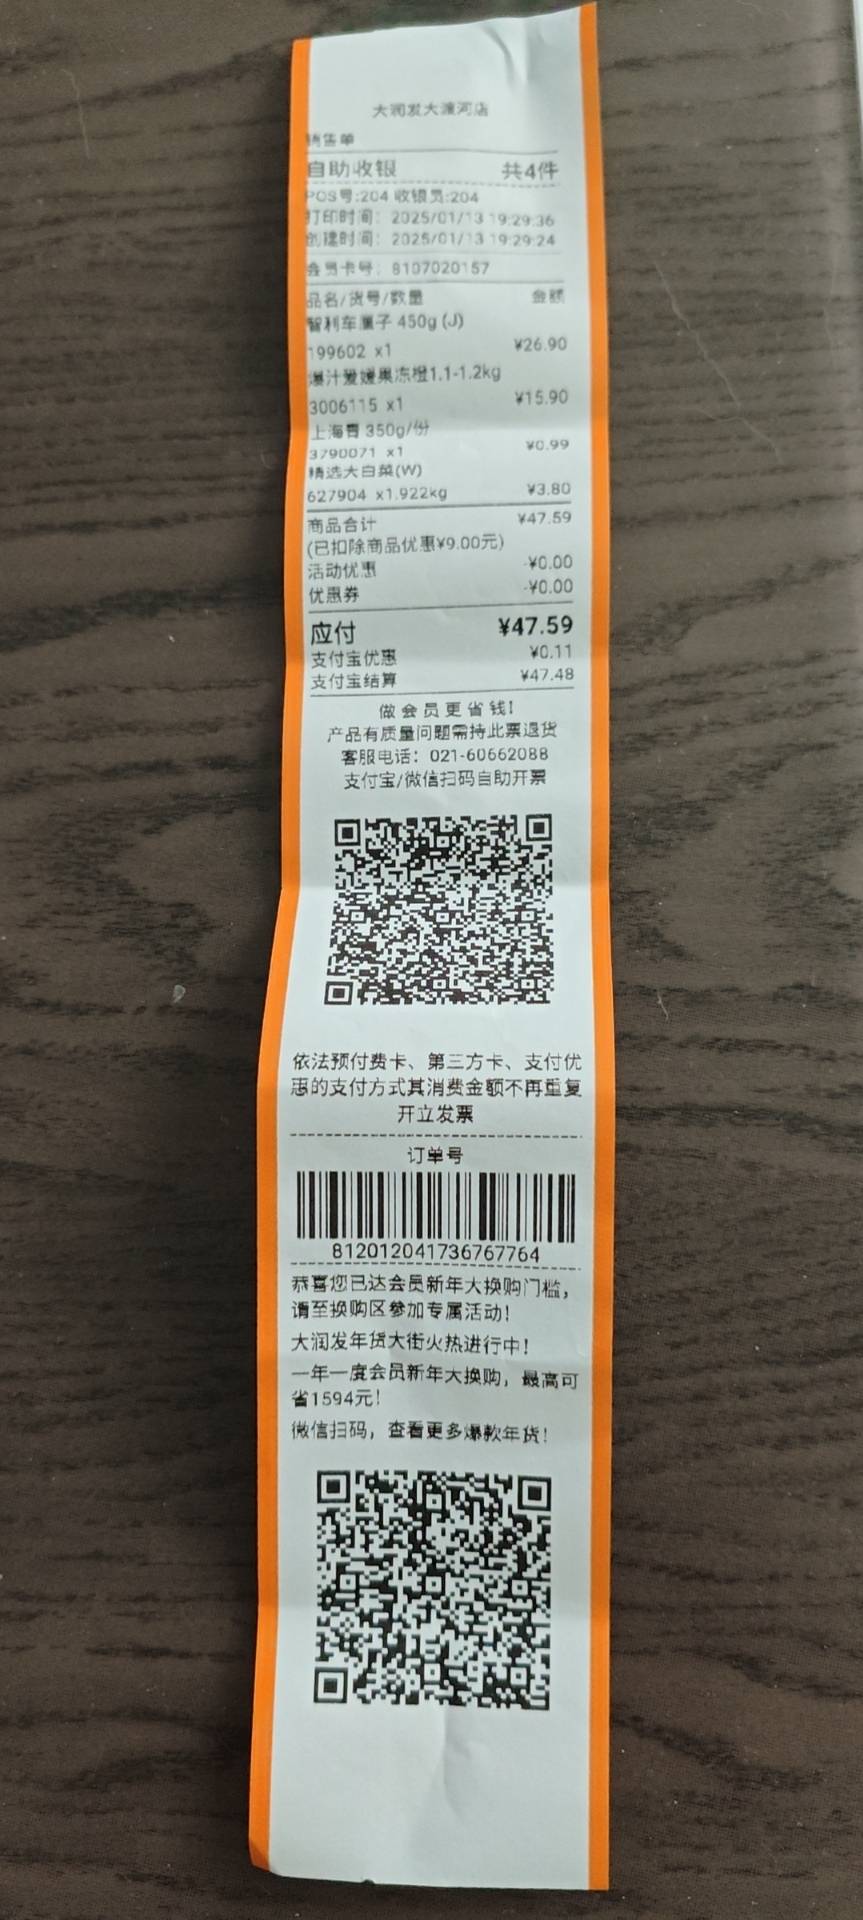 大润发大渡河店
销售单
自助收银 共4件
POS号:204 收银员:204
打印时间: 2025/01/13 19:29:36
创建时间: 2025/01/13 19:29:24
会员卡号: 8107020157
品名/货号/数量 金额
智利车厘子 450g (J)
199602 x1 ¥26.90
爆汁爱媛果冻橙1.1-1.2kg
3006115 x1 ¥15.90
上海青 350g/份
3790071 x1 ¥0.99
精选大白菜(W)
627904 x1.922kg ¥3.80
商品合计 ¥47.59
(已扣除商品优惠¥9.00元)
活动优惠 -¥0.00
优惠券 -¥0.00
应付 ¥47.59
支付宝优惠 ¥0.11
支付宝结算 ¥47.48
做会员更省钱!
产品有质量问题需持此票退货
客服电话: 021-60662088
支付宝/微信扫码自助开票
依法预付费卡、第三方卡、支付优
惠的支付方式其消费金额不再重复
开立发票
订单号
812012041736767764
恭喜您已达会员新年大换购门槛,
请至换购区参加专属活动!
大润发年货大街火热进行中!
一年一度会员新年大换购, 最高可
省1594元!
微信扫码, 查看更多爆款年货!